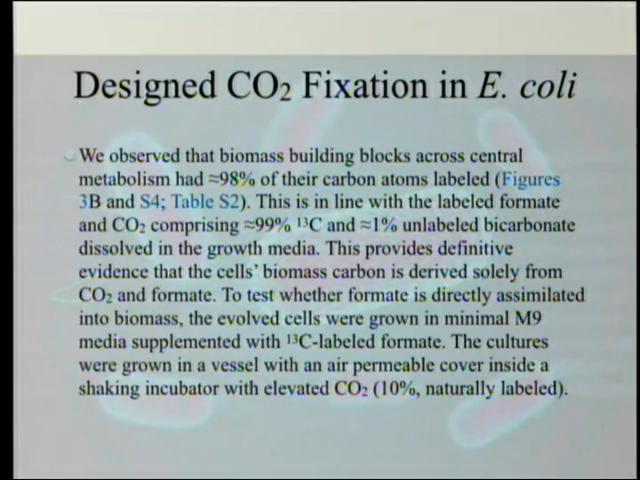 Designed CO₂ Fixation in E. coli
We observed that biomass building blocks across central
metabolism had ≈98% of their carbon atoms labeled (Figures
3B and S4; Table S2). This is in line with the labeled formate
and CO₂ comprising ≈99% ¹³C and ≈1% unlabeled bicarbonate
dissolved in the growth media. This provides definitive
evidence that the cells’ biomass carbon is derived solely from
CO₂ and formate. To test whether formate is directly assimilated
into biomass, the evolved cells were grown in minimal M9
media supplemented with ¹³C-labeled formate. The cultures
were grown in a vessel with an air permeable cover inside a
shaking incubator with elevated CO₂ (10%, naturally labeled).